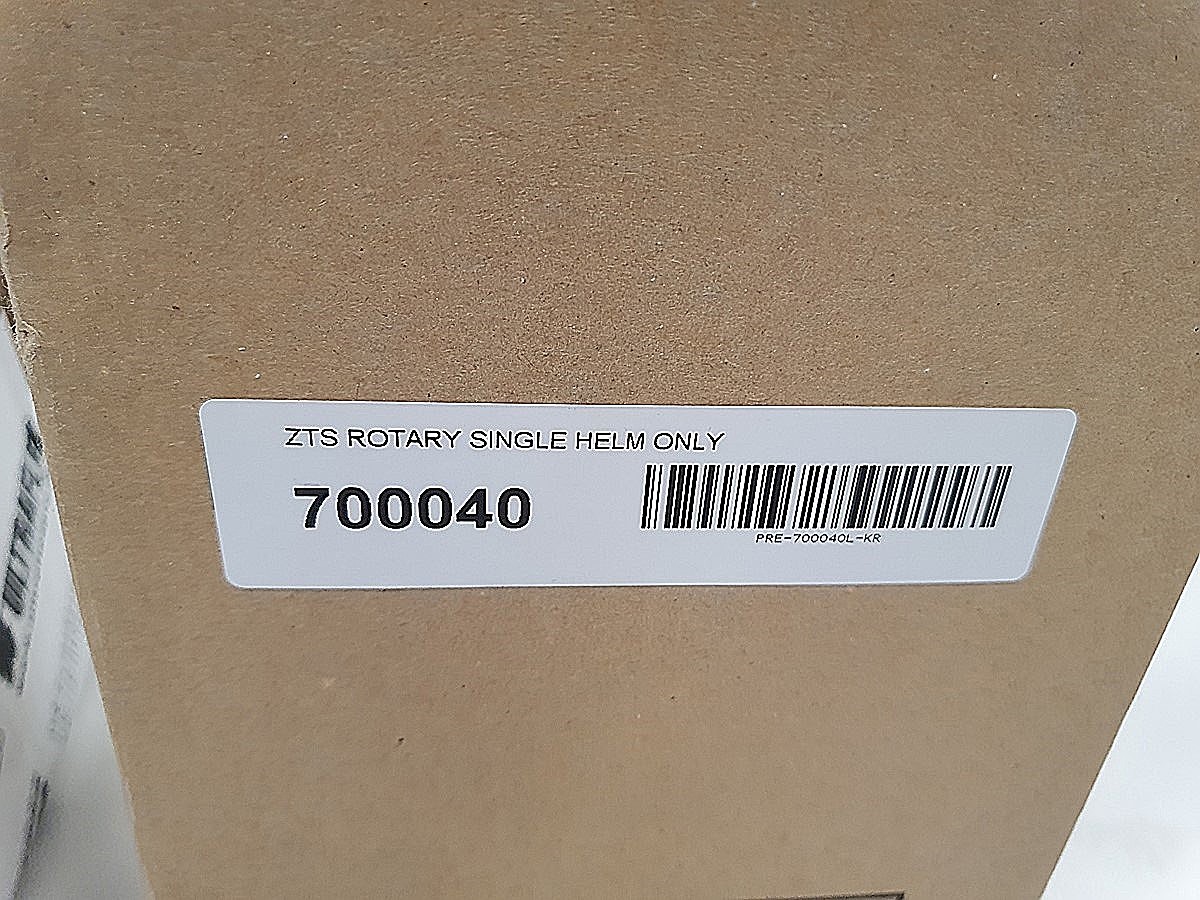 ZTS ROTARY SINGLE HELM ONLY
700040
PRE-700040L-KR